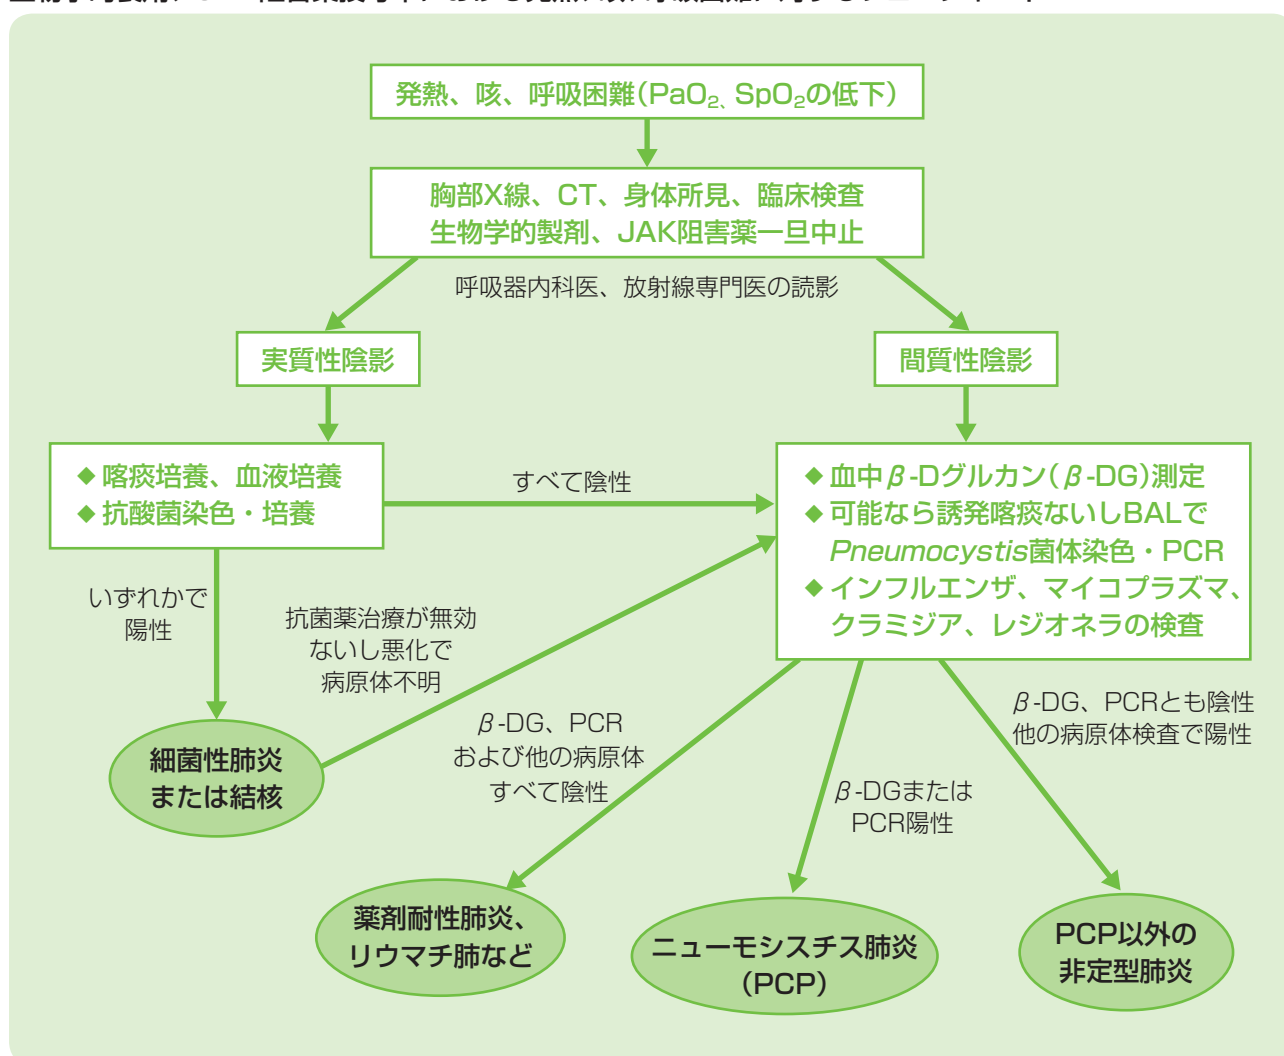 発熱、咳、呼吸困難（PaO₂、SpO₂の低下）
胸部X線、CT、身体所見、臨床検査
生物学的製剤、JAK阻害薬一旦中止
呼吸器内科医、放射線専門医の読影
実質性陰影
間質性陰影
◆ 喀痰培養、血液培養
◆ 抗酸菌染色・培養
すべて陰性
◆ 血中β-Dグルカン（β-DG）測定
◆ 可能なら誘発喀痰ないしBALで
Pneumocystis菌体染色・PCR
◆ インフルエンザ、マイコプラズマ、
クラミジア、レジオネラの検査
いずれかで
陽性
抗菌薬治療が無効
ないし悪化で
病原体不明
細菌性肺炎
または結核
β-DG、PCR
および他の病原体
すべて陰性
β-DGまたは
PCR陽性
β-DG、PCRとも陰性
他の病原体検査で陽性
薬剤耐性肺炎、
リウマチ肺など
ニューモシスチス肺炎
（PCP）
PCP以外の
非定型肺炎